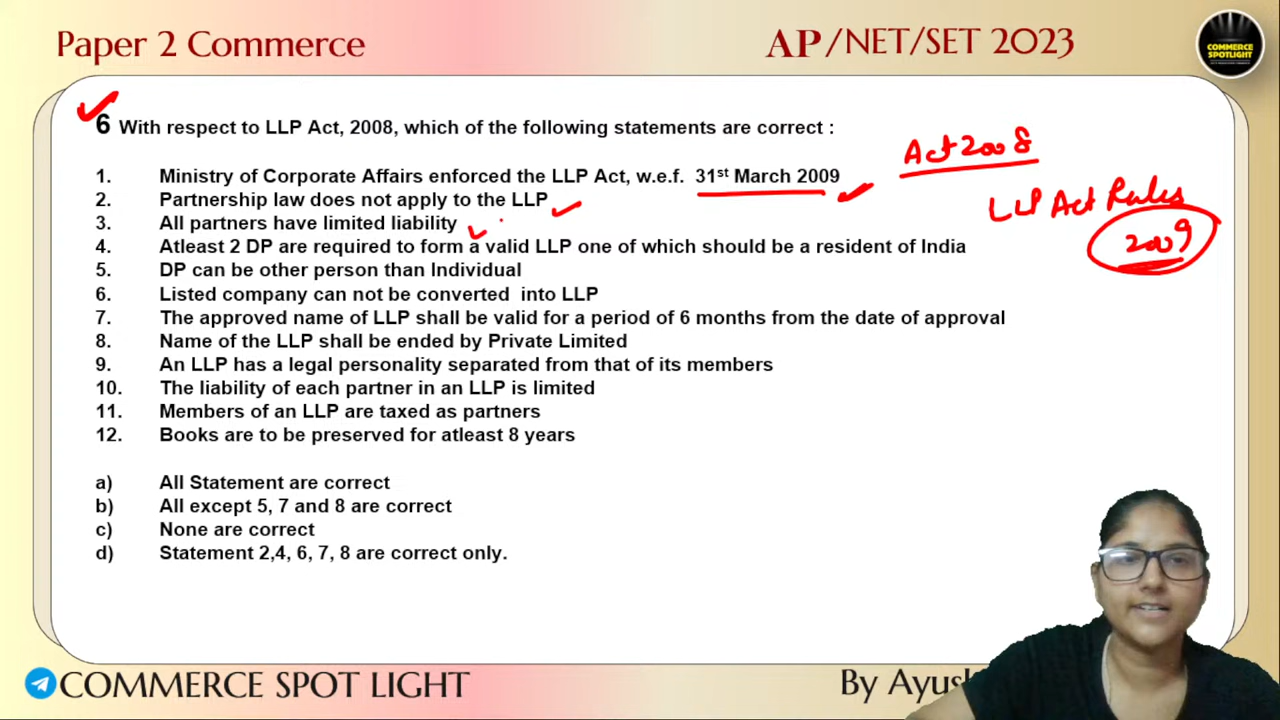 Paper 2 Commerce
AP/NET/SET 2023
COMMERCE
SPOTLIGHT
6 With respect to LLP Act, 2008, which of the following statements are correct :
Act 2008
1. Ministry of Corporate Affairs enforced the LLP Act, w.e.f. 31st March 2009
2. Partnership law does not apply to the LLP
LLP Act Rules
2009
3. All partners have limited liability
4. Atleast 2 DP are required to form a valid LLP one of which should be a resident of India
5. DP can be other person than Individual
6. Listed company can not be converted into LLP
7. The approved name of LLP shall be valid for a period of 6 months from the date of approval
8. Name of the LLP shall be ended by Private Limited
9. An LLP has a legal personality separated from that of its members
10. The liability of each partner in an LLP is limited
11. Members of an LLP are taxed as partners
12. Books are to be preserved for atleast 8 years
a) All Statement are correct
b) All except 5, 7 and 8 are correct
c) None are correct
d) Statement 2,4, 6, 7, 8 are correct only.
COMMERCE SPOT LIGHT
By